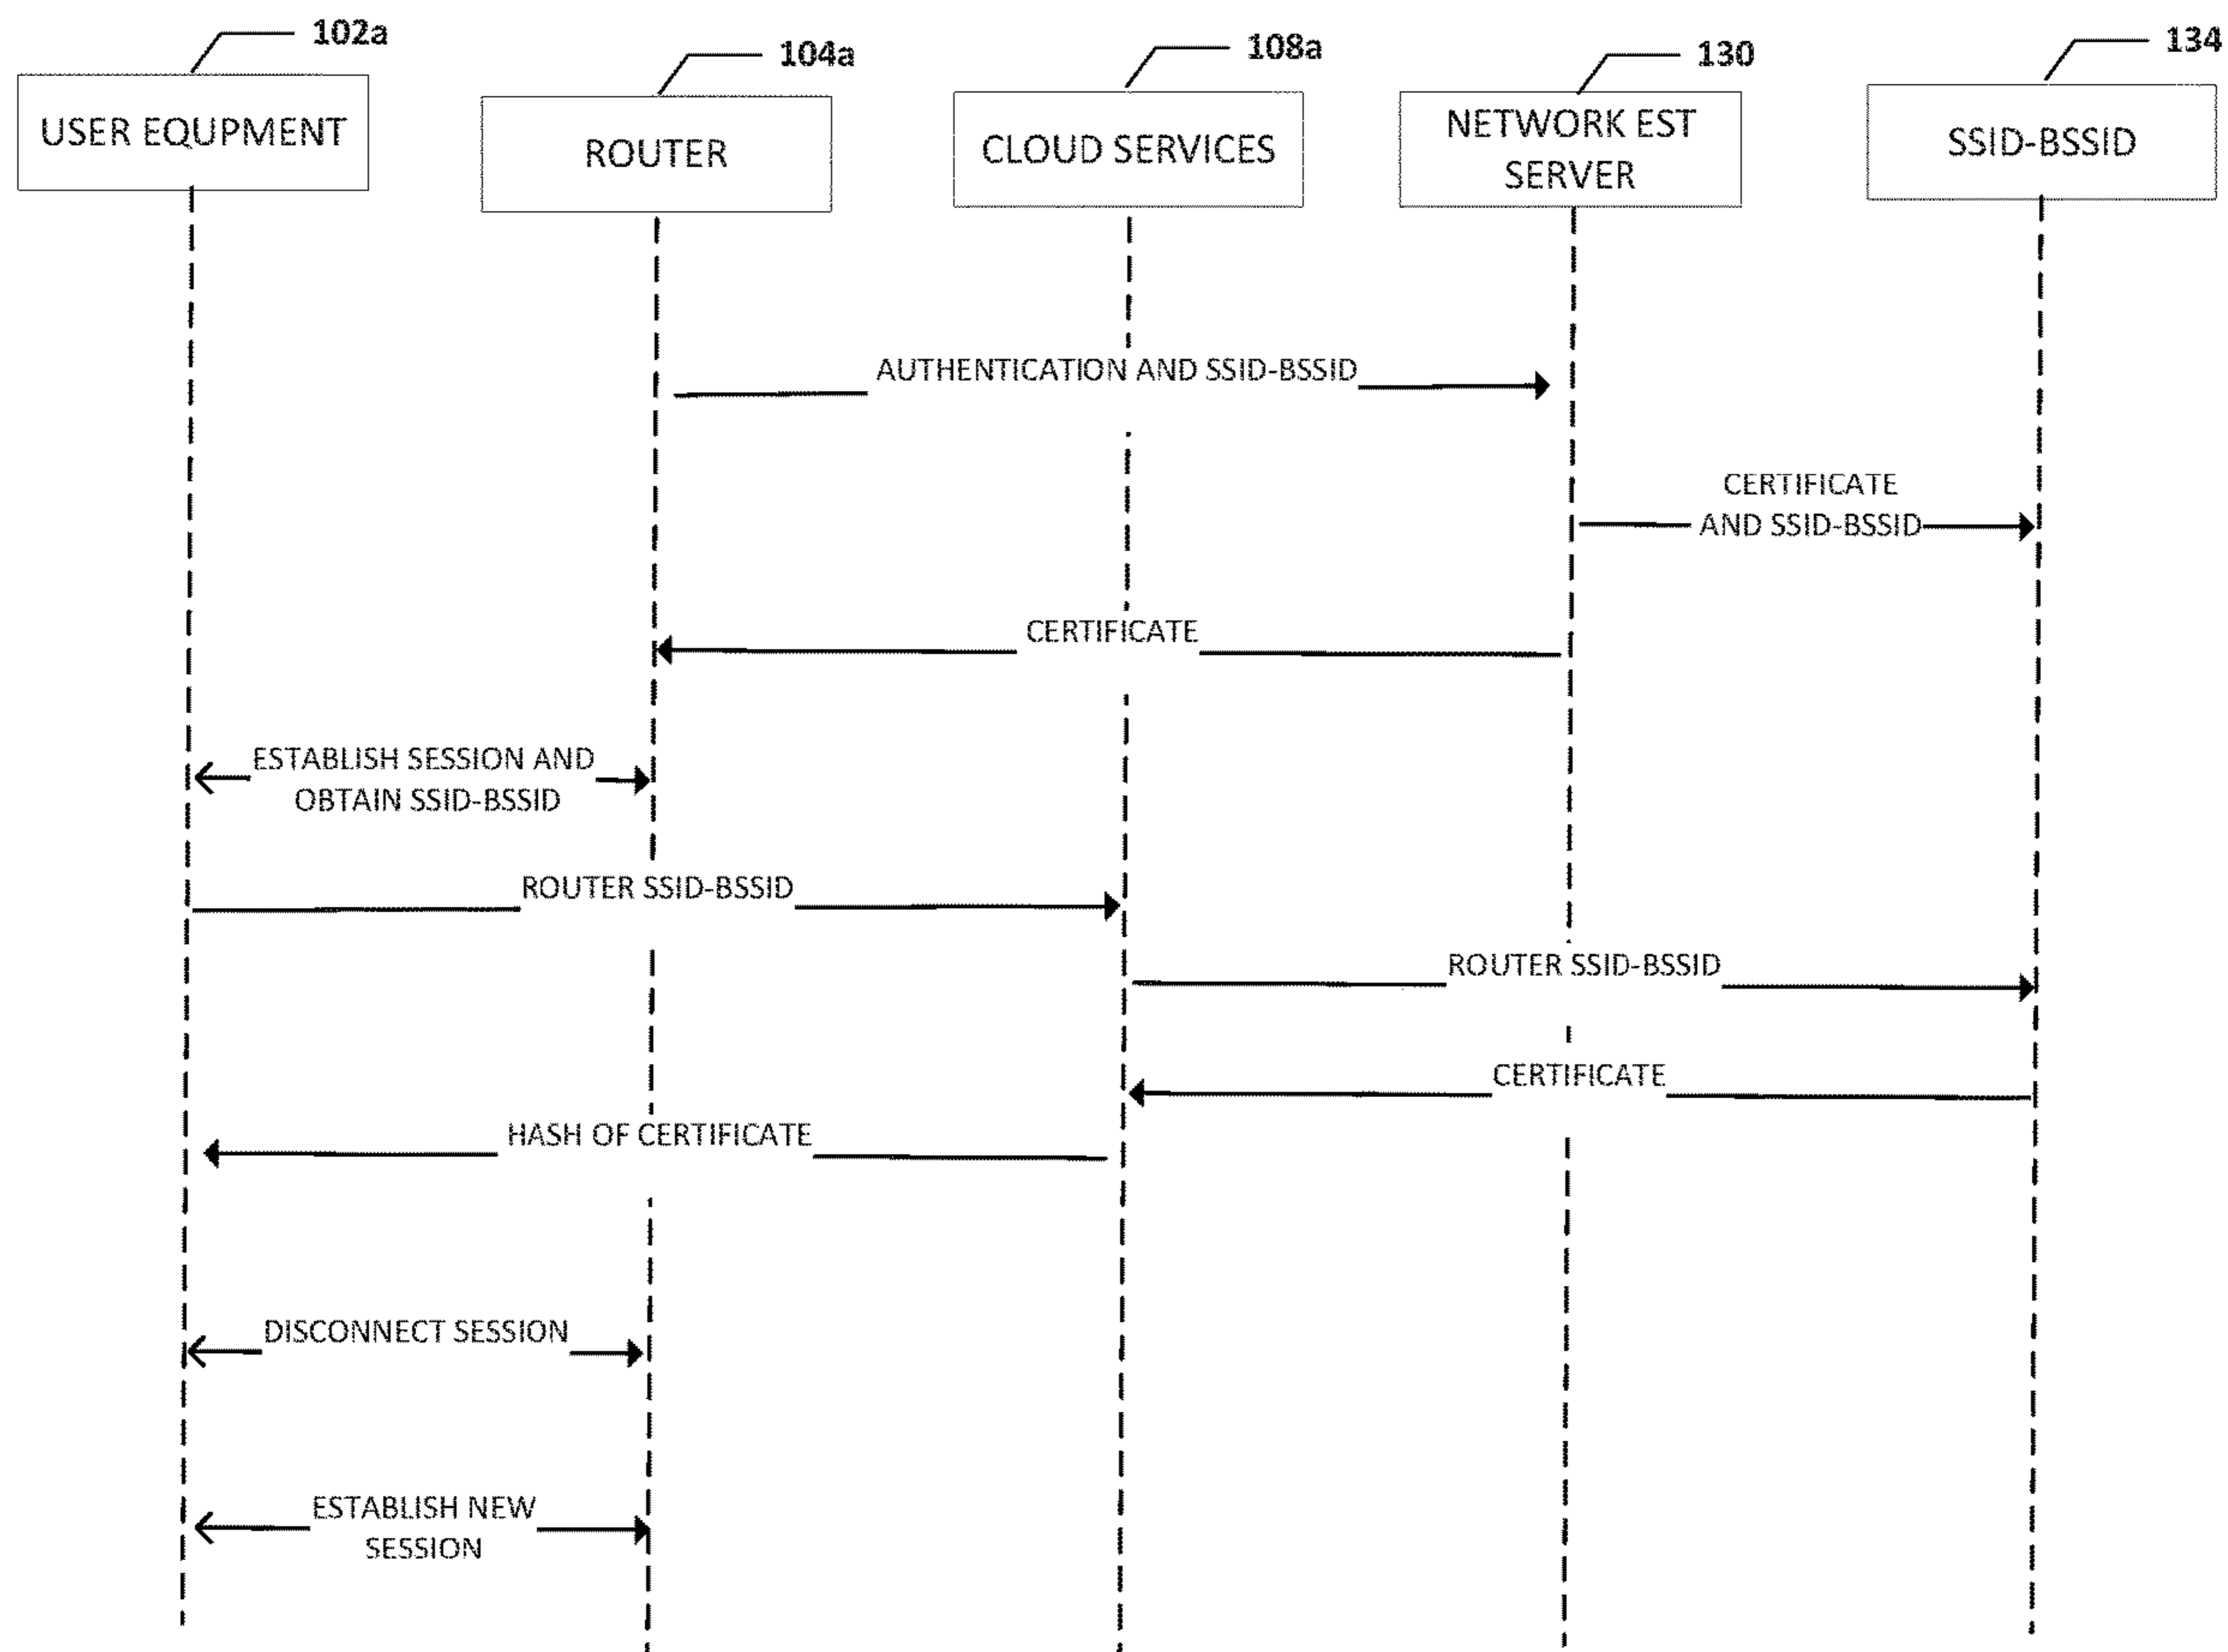 102a
104a
108a
130
134
USER EQUPMENT
ROUTER
CLOUD SERVICES
NETWORK EST
SERVER
SSID-BSSID
AUTHENTICATION AND SSID-BSSID
CERTIFICATE
AND SSID-BSSID
CERTIFICATE
ESTABLISH SESSION AND
OBTAIN SSID-BSSID
ROUTER SSID-BSSID
ROUTER SSID-BSSID
CERTIFICATE
HASH OF CERTIFICATE
DISCONNECT SESSION
ESTABLISH NEW
SESSION